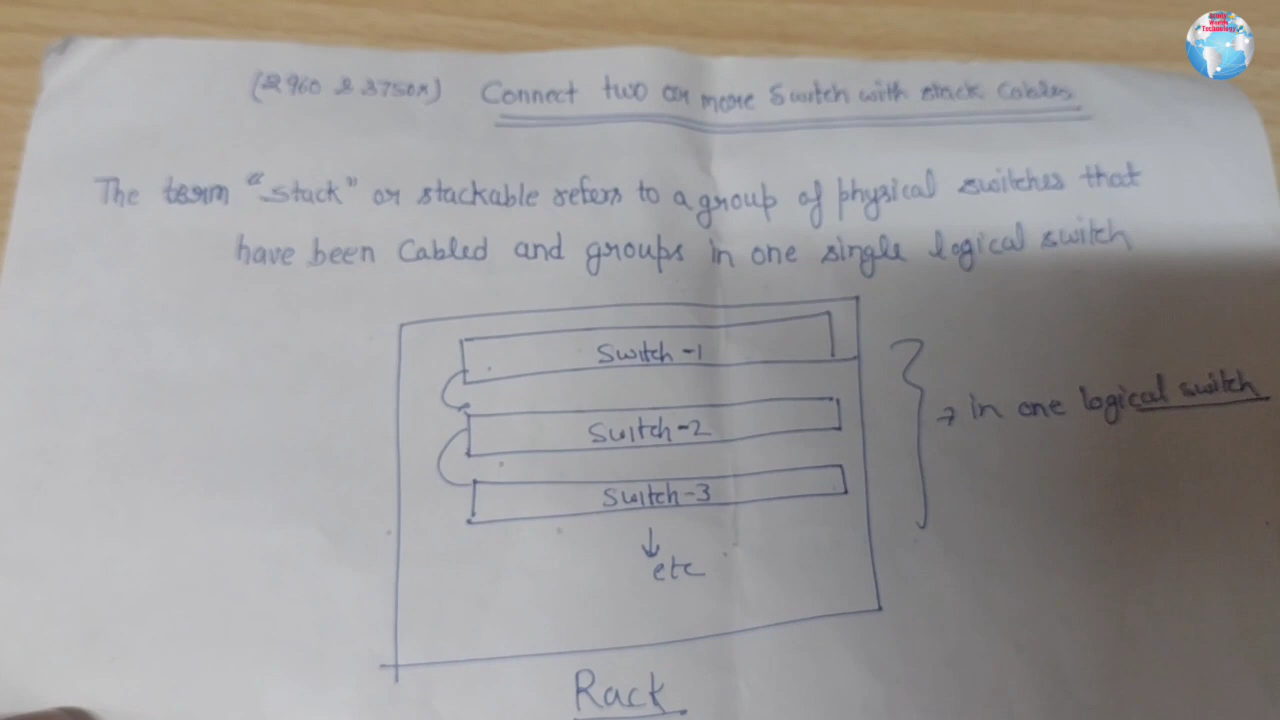 (2960 & 3750x) Connect two or more Switch with stack Cables
The term "stack" or stackable refers to a group of physical switches that
have been Cabled and groups in one single logical switch
Switch-1
Switch-2
→ in one logical switch
Switch-3
↓
etc
Rack
World
Technology